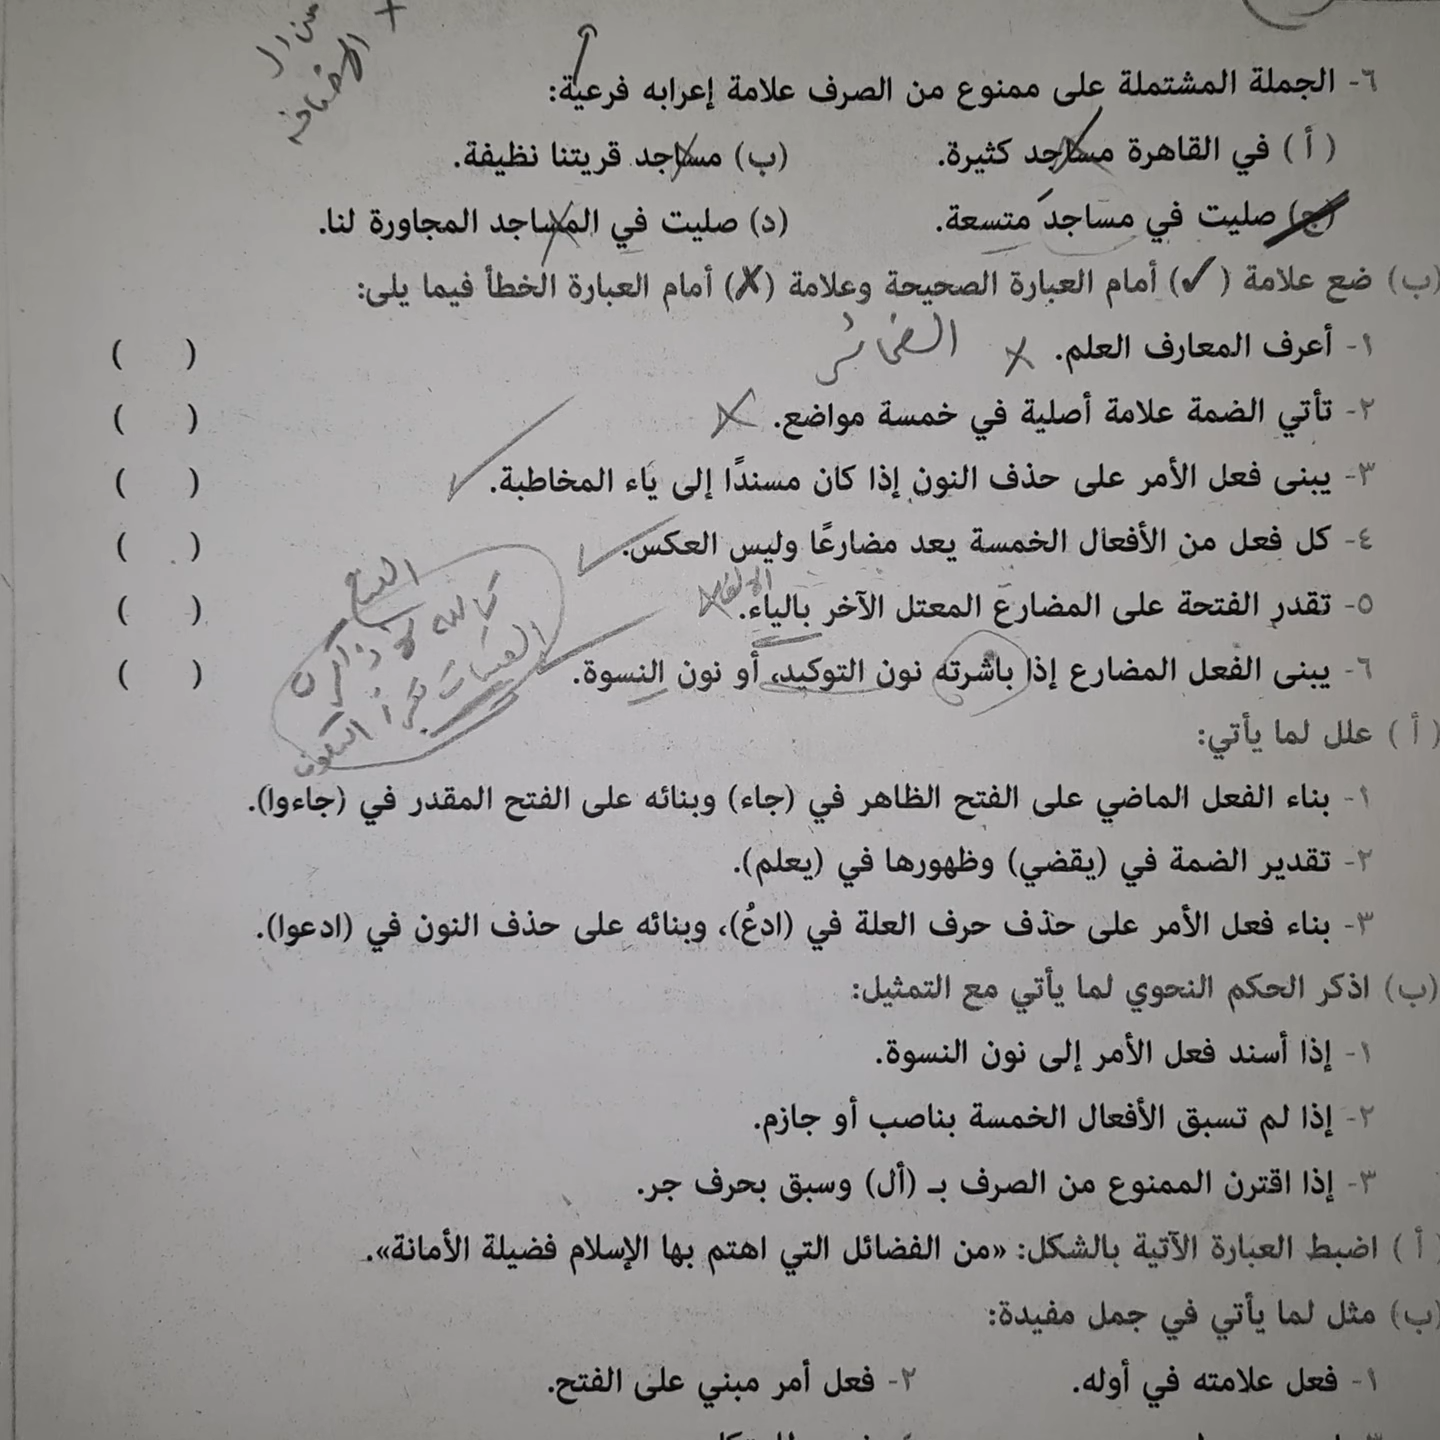 من ال
+ الإضافة
٦- الجملة المشتملة على ممنوع من الصرف علامة إعرابه فرعية:
( أ ) في القاهرة مساجد كثيرة. (ب) مساجد قريتنا نظيفة.
(ج) صليت في مساجدَ متسعة. (د) صليت في المساجد المجاورة لنا.
(ب) ضع علامة (✓) أمام العبارة الصحيحة وعلامة (✗) أمام العبارة الخطأ فيما يلى:
١- أعرف المعارف العلم. ✗ الضمائر ( )
٢- تأتي الضمة علامة أصلية في خمسة مواضع. ✗ ( )
٣- يبنى فعل الأمر على حذف النون إذا كان مسندًا إلى ياء المخاطبة. ✓ ( )
٤- كل فعل من الأفعال الخمسة يعد مضارعًا وليس العكس. ✓ ( )
٥- تقدر الفتحة على المضارع المعتل الآخر بالياء. ✗ ( )
٦- يبنى الفعل المضارع إذا باشرته نون التوكيد، أو نون النسوة. ✓ ( )
( أ ) علل لما يأتي:
١- بناء الفعل الماضي على الفتح الظاهر في (جاء) وبنائه على الفتح المقدر في (جاءوا).
٢- تقدير الضمة في (يقضي) وظهورها في (يعلم).
٣- بناء فعل الأمر على حذف حرف العلة في (ادعُ)، وبنائه على حذف النون في (ادعوا).
(ب) اذكر الحكم النحوي لما يأتي مع التمثيل:
١- إذا أسند فعل الأمر إلى نون النسوة.
٢- إذا لم تسبق الأفعال الخمسة بناصب أو جازم.
٣- إذا اقترن الممنوع من الصرف بـ (أل) وسبق بحرف جر.
( أ ) اضبط العبارة الآتية بالشكل: «من الفضائل التي اهتم بها الإسلام فضيلة الأمانة».
(ب) مثل لما يأتي في جمل مفيدة:
١- فعل علامته في أوله. ٢- فعل أمر مبني على الفتح.